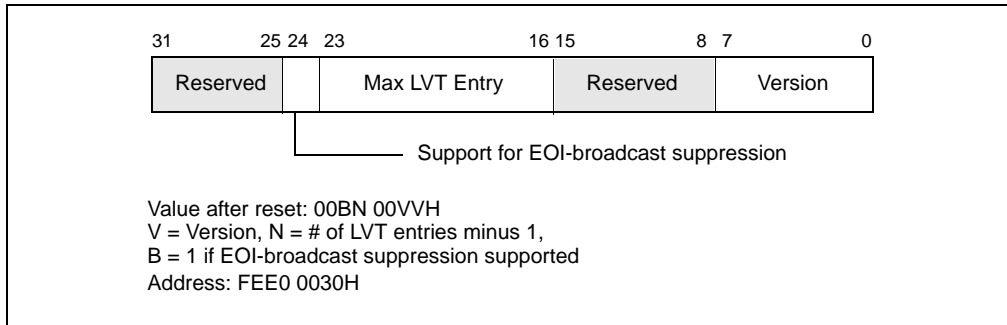 31 25 24 23 16 15 8 7 0
Reserved Max LVT Entry Reserved Version
Support for EOI-broadcast suppression
Value after reset: 00BN 00VVH
V = Version, N = # of LVT entries minus 1,
B = 1 if EOI-broadcast suppression supported
Address: FEE0 0030H